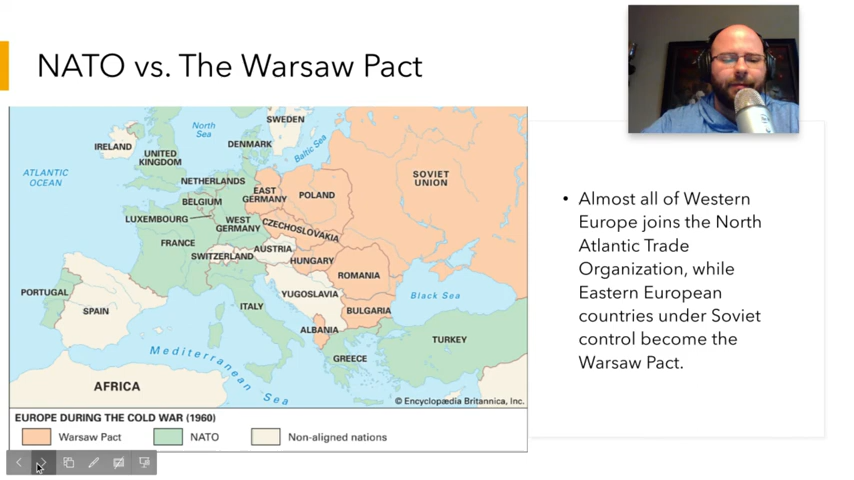 NATO vs. The Warsaw Pact
SWEDEN
North
Sea
Baltic Sea
IRELAND
DENMARK
UNITED
KINGDOM
ATLANTIC
OCEAN
NETHERLANDS
SOVIET
UNION
EAST
GERMANY
POLAND
BELGIUM
LUXEMBOURG
WEST
GERMANY
CZECHOSLOVAKIA
FRANCE
AUSTRIA
SWITZERLAND
HUNGARY
ROMANIA
PORTUGAL
YUGOSLAVIA
Black Sea
SPAIN
ITALY
BULGARIA
ALBANIA
TURKEY
Mediterranean Sea
GREECE
AFRICA
© Encyclopædia Britannica, Inc.
EUROPE DURING THE COLD WAR (1960)
Warsaw Pact
NATO
Non-aligned nations
• Almost all of Western
Europe joins the North
Atlantic Trade
Organization, while
Eastern European
countries under Soviet
control become the
Warsaw Pact.